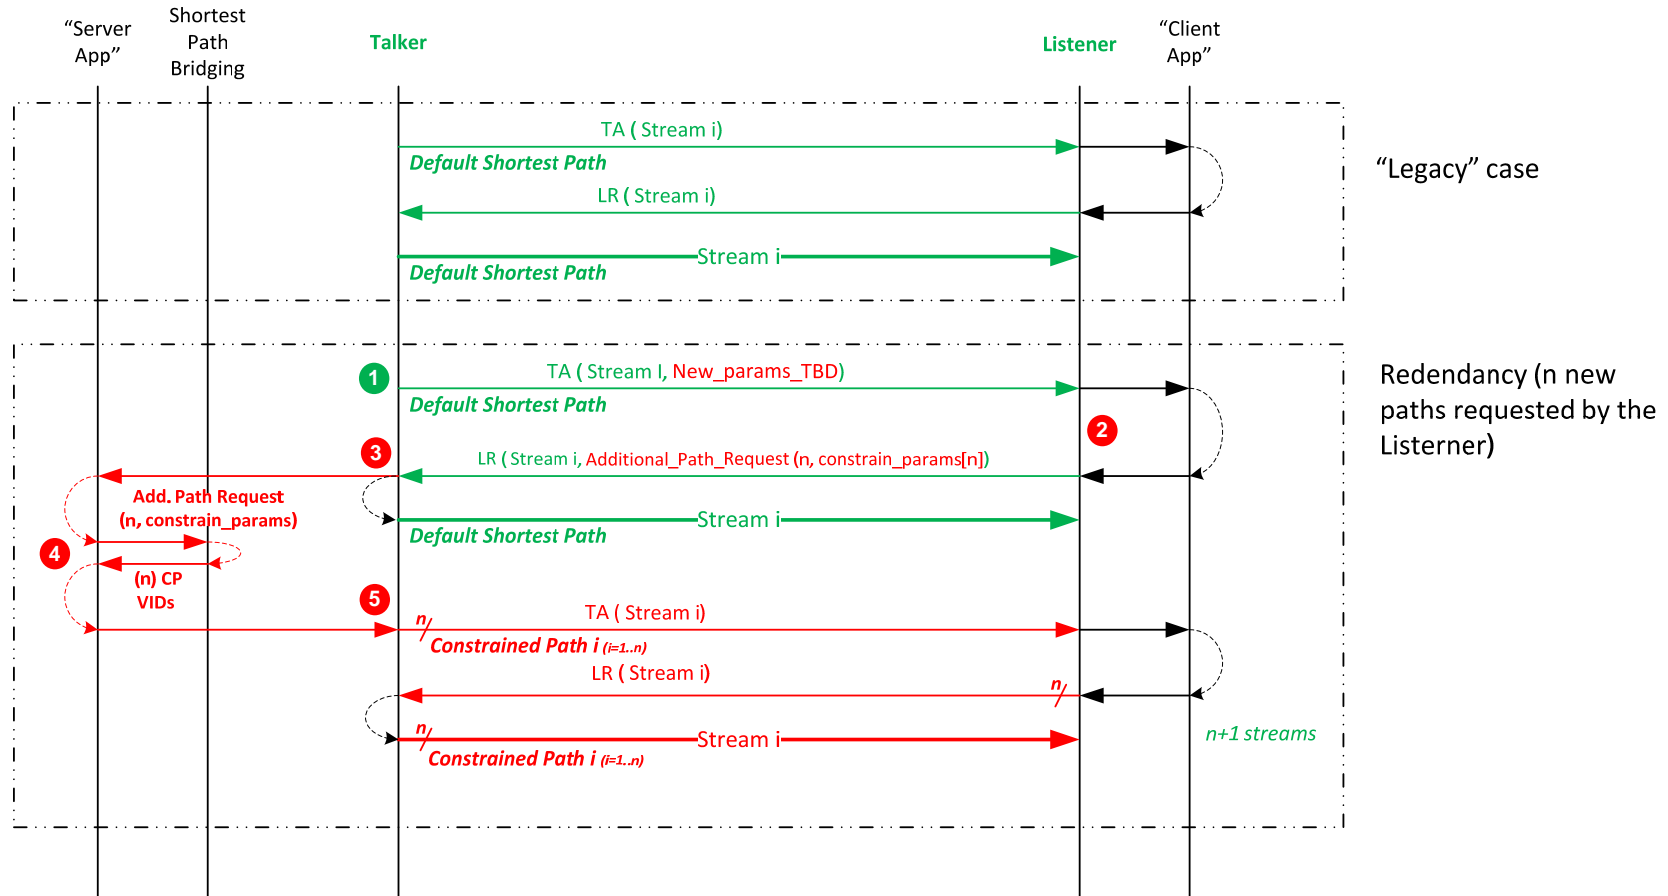 “Server
App”
Shortest
Path
Bridging
Talker
Listener
“Client
App”
TA ( Stream i)
Default Shortest Path
LR ( Stream i)
Stream i
Default Shortest Path
“Legacy” case
1
TA ( Stream I, New_params_TBD)
Default Shortest Path
Redendancy (n new
paths requested by the
Listerner)
2
3
LR ( Stream i, Additional_Path_Request (n, constrain_params[n])
Add. Path Request
(n, constrain_params)
Stream i
Default Shortest Path
4
(n) CP
VIDs
5
n
TA ( Stream i)
Constrained Path i (i=1..n)
LR ( Stream i)
n
n
Stream i
Constrained Path i (i=1..n)
n+1 streams